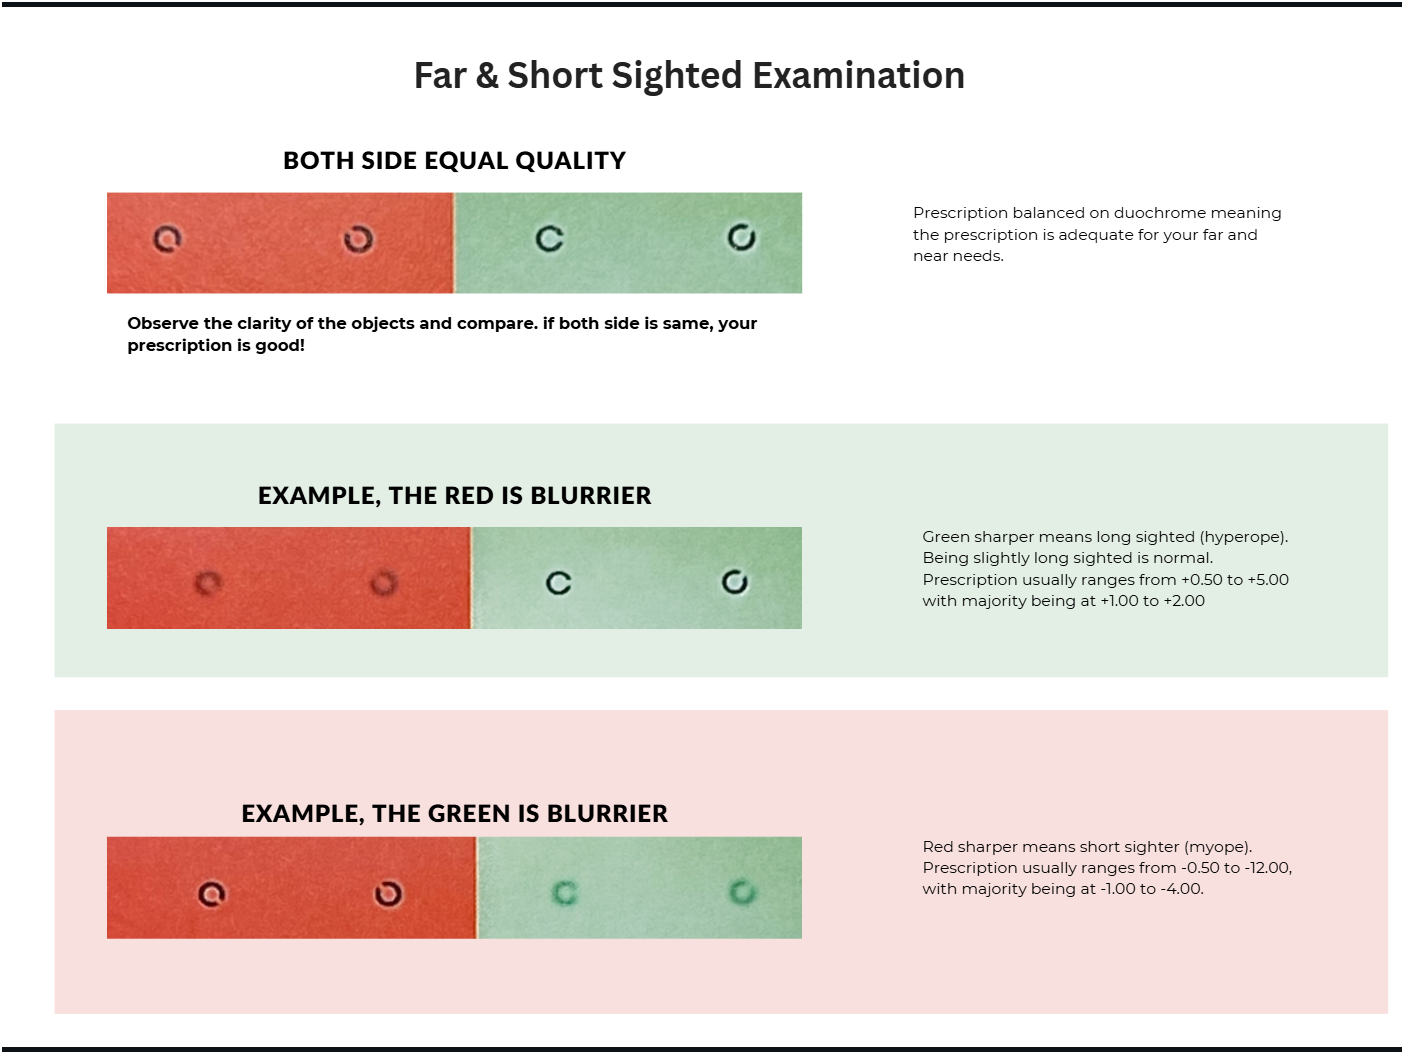 Far & Short Sighted Examination
BOTH SIDE EQUAL QUALITY
Prescription balanced on duochrome meaning
the prescription is adequate for your far and
near needs.
Observe the clarity of the objects and compare. if both side is same, your
prescription is good!
EXAMPLE, THE RED IS BLURRIER
Green sharper means long sighted (hyperope).
Being slightly long sighted is normal.
Prescription usually ranges from +0.50 to +5.00
with majority being at +1.00 to +2.00
EXAMPLE, THE GREEN IS BLURRIER
Red sharper means short sighter (myope).
Prescription usually ranges from -0.50 to -12.00,
with majority being at -1.00 to -4.00.